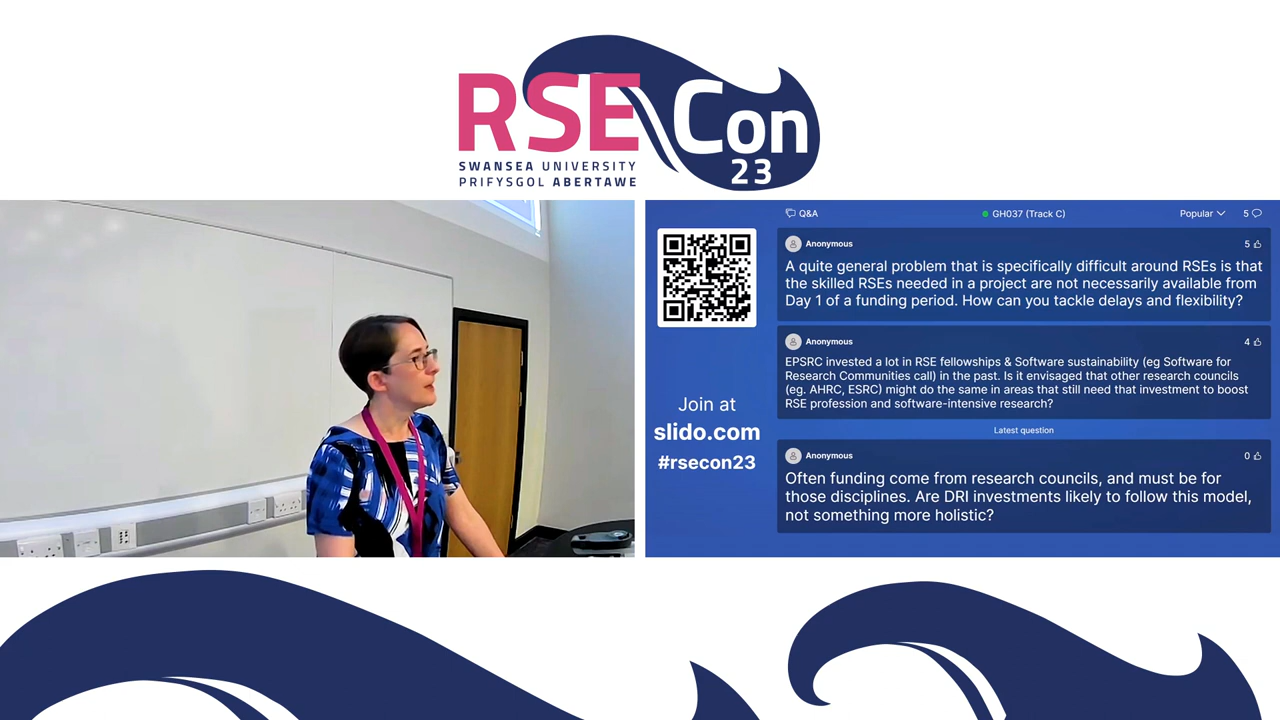 RSE Con
23
SWANSEA UNIVERSITY
PRIFYSGOL ABERTAWE
Q&A
GH037 (Track C)
Popular
5
Anonymous
5
A quite general problem that is specifically difficult around RSEs is that
the skilled RSEs needed in a project are not necessarily available from
Day 1 of a funding period. How can you tackle delays and flexibility?
Anonymous
4
EPSRC invested a lot in RSE fellowships & Software sustainability (eg Software for
Research Communities call) in the past. Is it envisaged that other research councils
(eg. AHRC, ESRC) might do the same in areas that still need that investment to boost
RSE profession and software-intensive research?
Join at
slido.com
#rsecon23
Latest question
Anonymous
0
Often funding come from research councils, and must be for
those disciplines. Are DRI investments likely to follow this model,
not something more holistic?